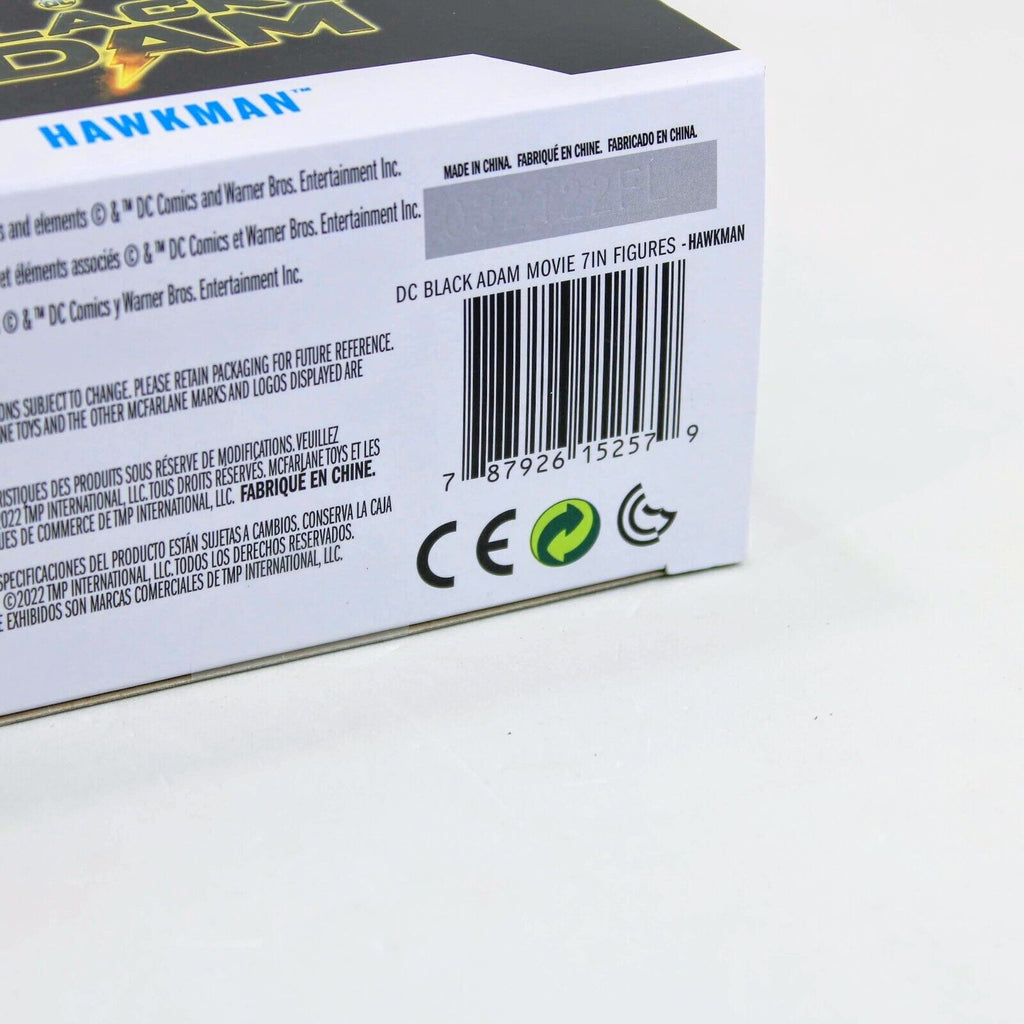 BLACK
ADAM
HAWKMAN™
s and elements © & ™ DC Comics and Warner Bros. Entertainment Inc.
et éléments associés © & ™ DC Comics et Warner Bros. Entertainment Inc.
© & ™ DC Comics y Warner Bros. Entertainment Inc.
ONS SUBJECT TO CHANGE. PLEASE RETAIN PACKAGING FOR FUTURE REFERENCE.
NE TOYS AND THE OTHER MCFARLANE MARKS AND LOGOS DISPLAYED ARE
RISTIQUES DES PRODUITS SOUS RÉSERVE DE MODIFICATIONS. VEUILLEZ
022 TMP INTERNATIONAL, LLC. TOUS DROITS RÉSERVÉS. MCFARLANE TOYS ET LES
UES DE COMMERCE DE TMP INTERNATIONAL, LLC. FABRIQUÉ EN CHINE.
SPECIFICACIONES DEL PRODUCTO ESTÁN SUJETAS A CAMBIOS. CONSERVA LA CAJA
©2022 TMP INTERNATIONAL, LLC. TODOS LOS DERECHOS RESERVADOS.
E EXHIBIDOS SON MARCAS COMERCIALES DE TMP INTERNATIONAL, LLC.
MADE IN CHINA. FABRIQUÉ EN CHINE. FABRICADO EN CHINA.
DC BLACK ADAM MOVIE 7IN FIGURES - HAWKMAN
7 87926 15257 9
CE